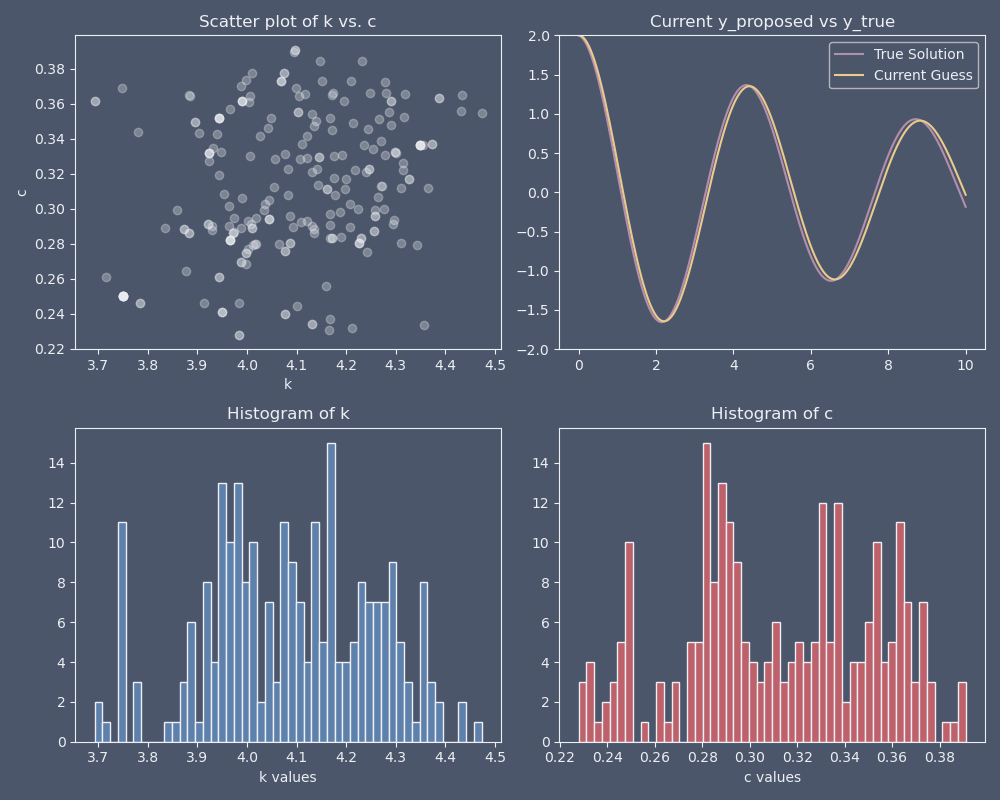 Scatter plot of k vs. c
0.38
0.36
0.34
0.32
0.30
0.28
0.26
0.24
0.22
c
3.7 3.8 3.9 4.0 4.1 4.2 4.3 4.4 4.5
k
Current y_proposed vs y_true
True Solution
Current Guess
2.0
1.5
1.0
0.5
0.0
−0.5
−1.0
−1.5
−2.0
0 2 4 6 8 10
Histogram of k
14
12
10
8
6
4
2
0
3.7 3.8 3.9 4.0 4.1 4.2 4.3 4.4 4.5
k values
Histogram of c
14
12
10
8
6
4
2
0
0.22 0.24 0.26 0.28 0.30 0.32 0.34 0.36 0.38
c values